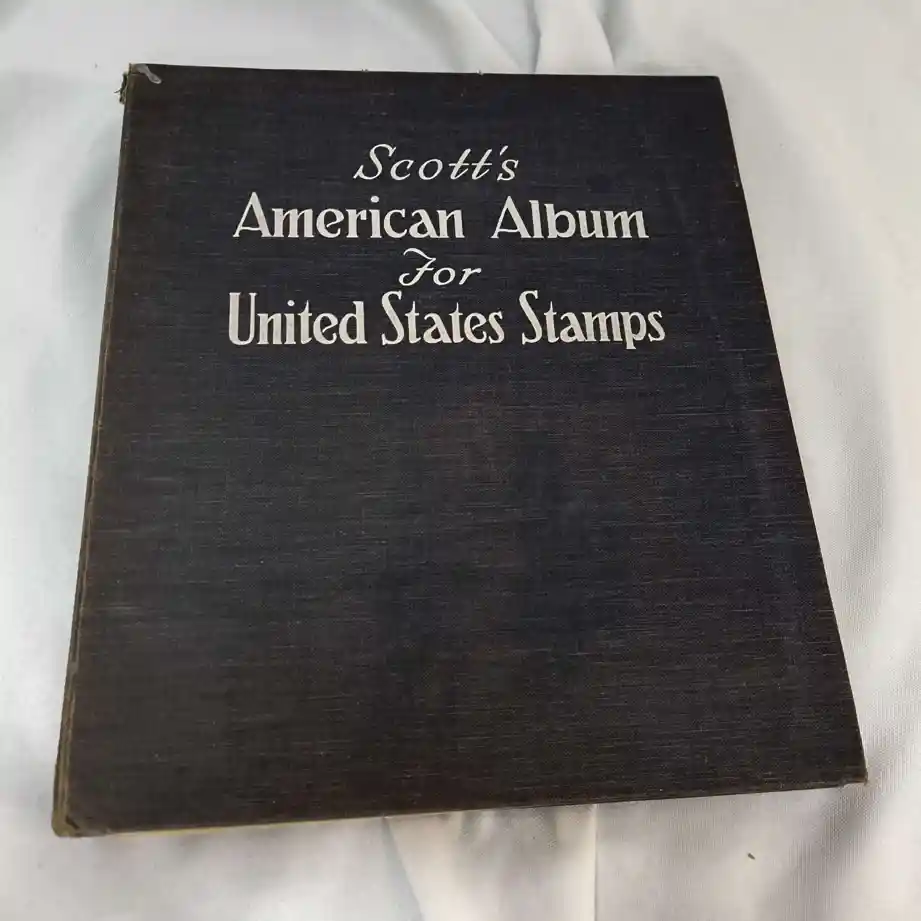 Scott's
American Album
For
United States Stamps